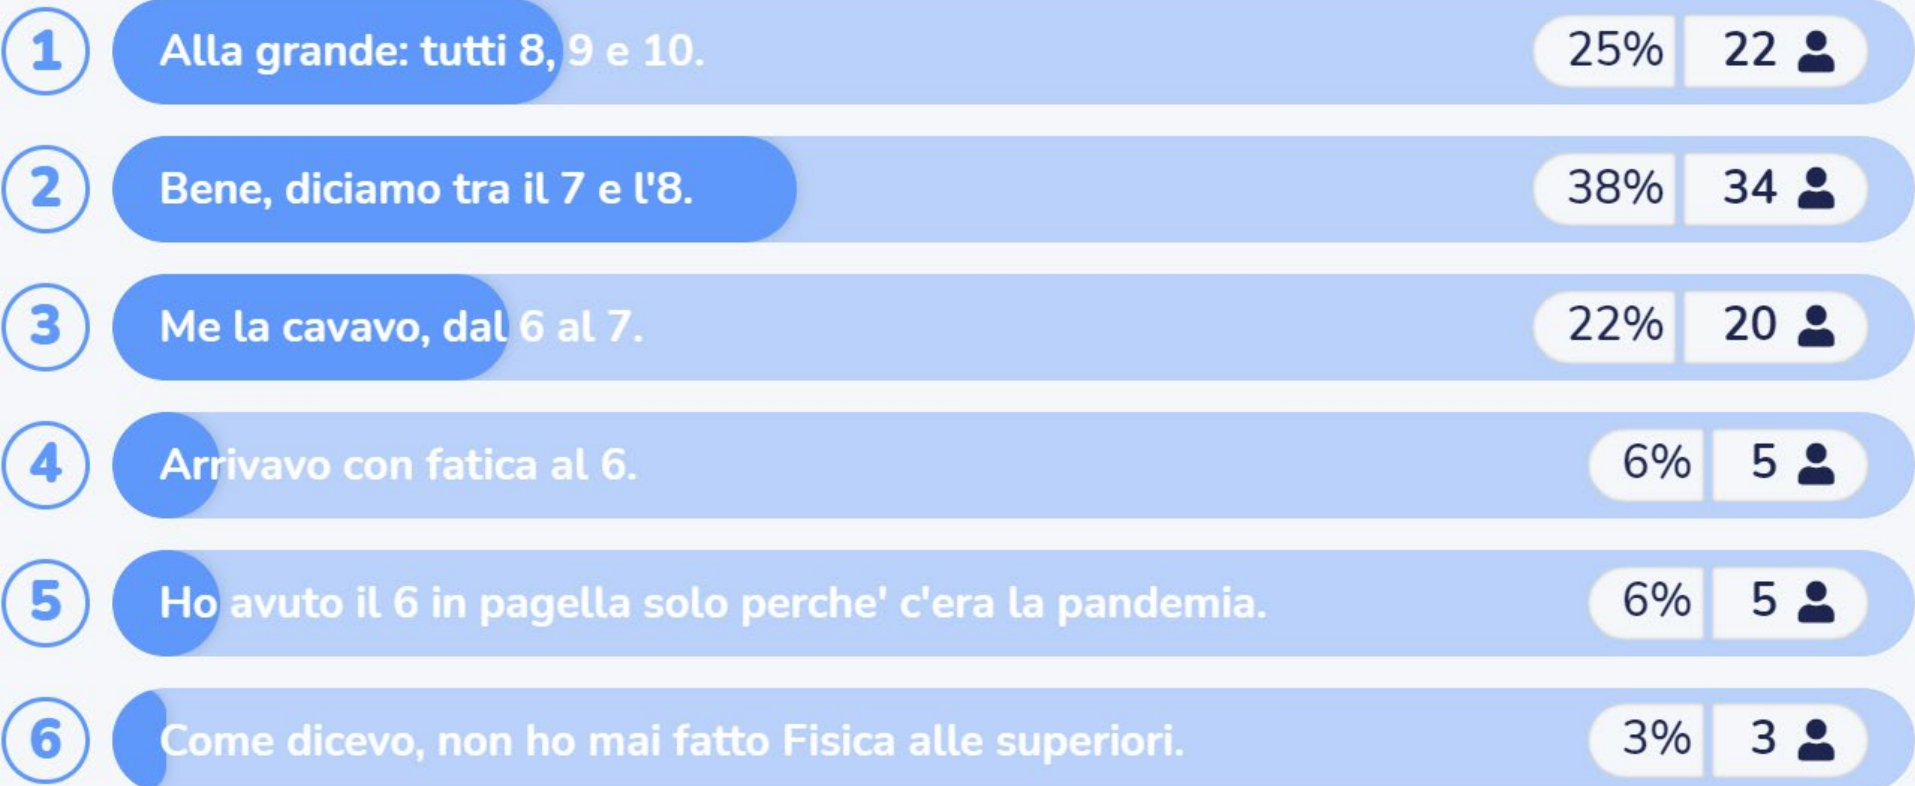 1 Alla grande: tutti 8, 9 e 10. 25% 22
2 Bene, diciamo tra il 7 e l'8. 38% 34
3 Me la cavavo, dal 6 al 7. 22% 20
4 Arrivavo con fatica al 6. 6% 5
5 Ho avuto il 6 in pagella solo perche' c'era la pandemia. 6% 5
6 Come dicevo, non ho mai fatto Fisica alle superiori. 3% 3